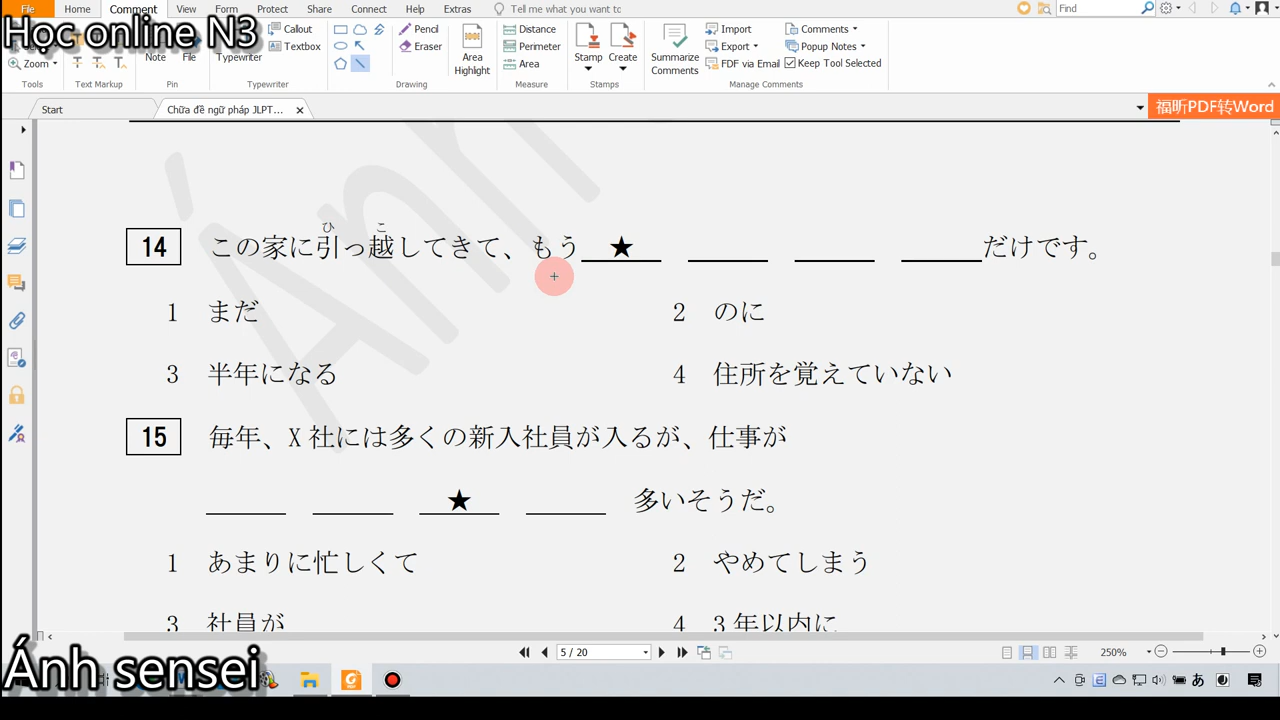 File Comment View Form Protect Share Connect Help Extras Tell me what you want to Find
Học online N3
Zoom Typewriter Note File Callout Textbox Pencil Eraser Area Highlight Distance Perimeter Area Stamp Create Summarize Comments Import Export FDF via Email Comments Popup Notes Keep Tool Selected
Tools Text Markup Pin Typewriter Drawing Measure Stamps Manage Comments
Start Chữa đề ngữ pháp JLPT... 福昕PDF转Word
Ánh
ひ こ
14 この家に引っ越してきて、もう ★ だけです。
1 まだ 2 のに
3 半年になる 4 住所を覚えていない
15 毎年、X 社には多くの新入社員が入るが、仕事が
★ 多いそうだ。
1 あまりに忙しくて 2 やめてしまう
3 社員が 4 3 年以内に
5 / 20 250%
Ánh sensei
あ